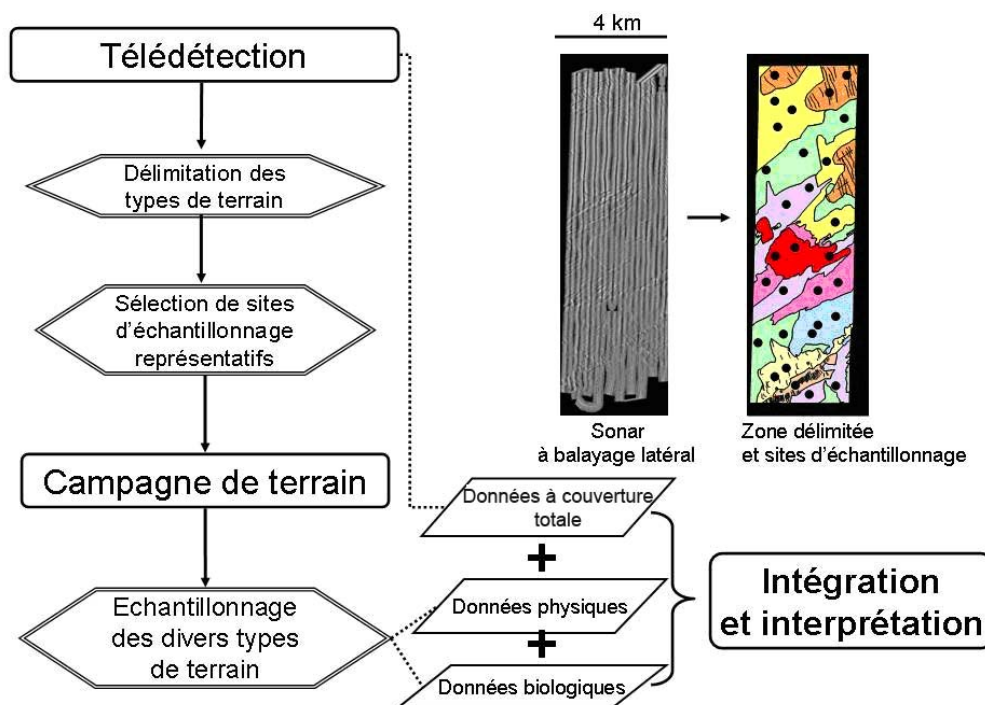 Télédétection
4 km
Délimitation des
types de terrain
Sélection de sites
d'échantillonnage
représentatifs
Sonar
à balayage latéral
Zone délimitée
et sites d'échantillonnage
Campagne de terrain
Données à couverture
totale
+
Données physiques
+
Données biologiques
Echantillonnage
des divers types
de terrain
Intégration
et interprétation